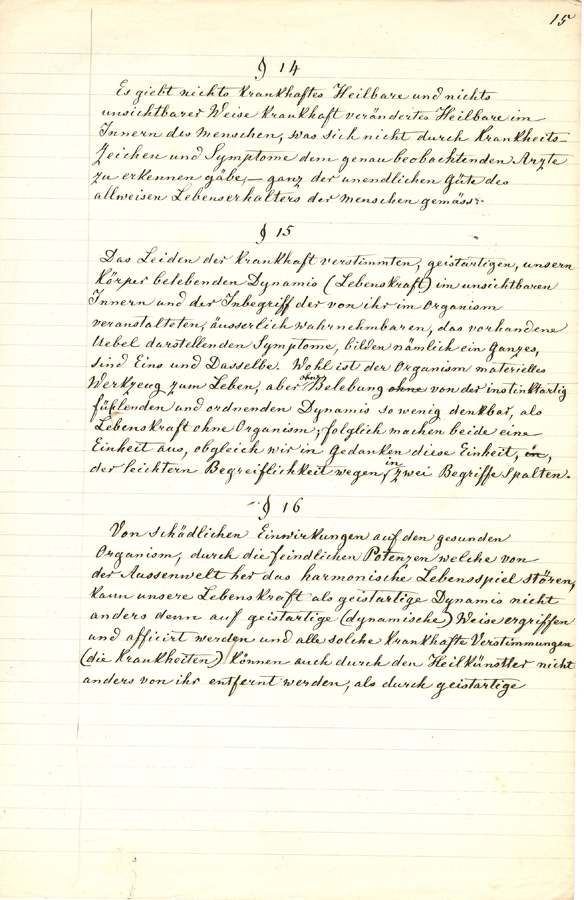 15
§ 14
Es giebt nichts krankhaftes Heilbare und nichts
unsichtbarer Weise krankhaft verändertes Heilbare im
Innern des Menschen, was sich nicht durch Krankheits-
Zeichen und Symptome dem genau beobachtenden Arzte
zu erkennen gäbe, — ganz der unendlichen Güte des
allweisen Lebenserhalters der Menschen gemäss.
§ 15
Das Leiden der krankhaft verstimmten, geistartigen, unsern
Körper belebenden Dynamis (Lebenskraft) im unsichtbaren
Innern und der Inbegriff der von ihr im Organism
veranstalteten, äusserlich wahrnehmbaren, das vorhandene
Uebel darstellenden Symptome, bilden nämlich ein Ganzes,
sind Eins und Dasselbe. Wohl ist der Organism materielles
Werkzeug zum Leben, aber ohne Belebung ohne von der instinktartig
fühlenden und ordnenden Dynamis so wenig denkbar, als
Lebenskraft ohne Organism; folglich machen beide eine
Einheit aus, obgleich wir in Gedanken diese Einheit, in,
der leichtern Begreiflichkeit wegen, in zwei Begriffe spalten.
§ 16
Von schädlichen Einwirkungen auf den gesunden
Organism, durch die feindlichen Potenzen welche von
der Aussenwelt her das harmonische Lebensspiel stören,
kann unsere Lebenskraft als geistartige Dynamis nicht
anders denn auf geistartige (dynamische) Weise ergriffen
und afficirt werden und alle solche krankhafte Verstimmungen
(die Krankheiten) können auch durch den Heilkünstler nicht
anders von ihr entfernt werden, als durch geistartige